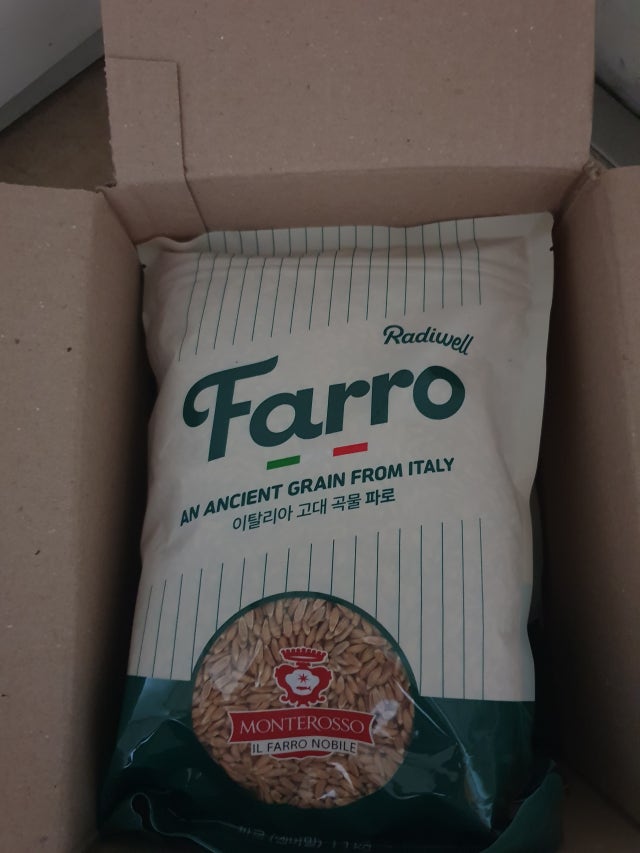 Radiwell
Farro
AN ANCIENT GRAIN FROM ITALY
이탈리아 고대 곡물 파로
MONTEROSSO
IL FARRO NOBILE